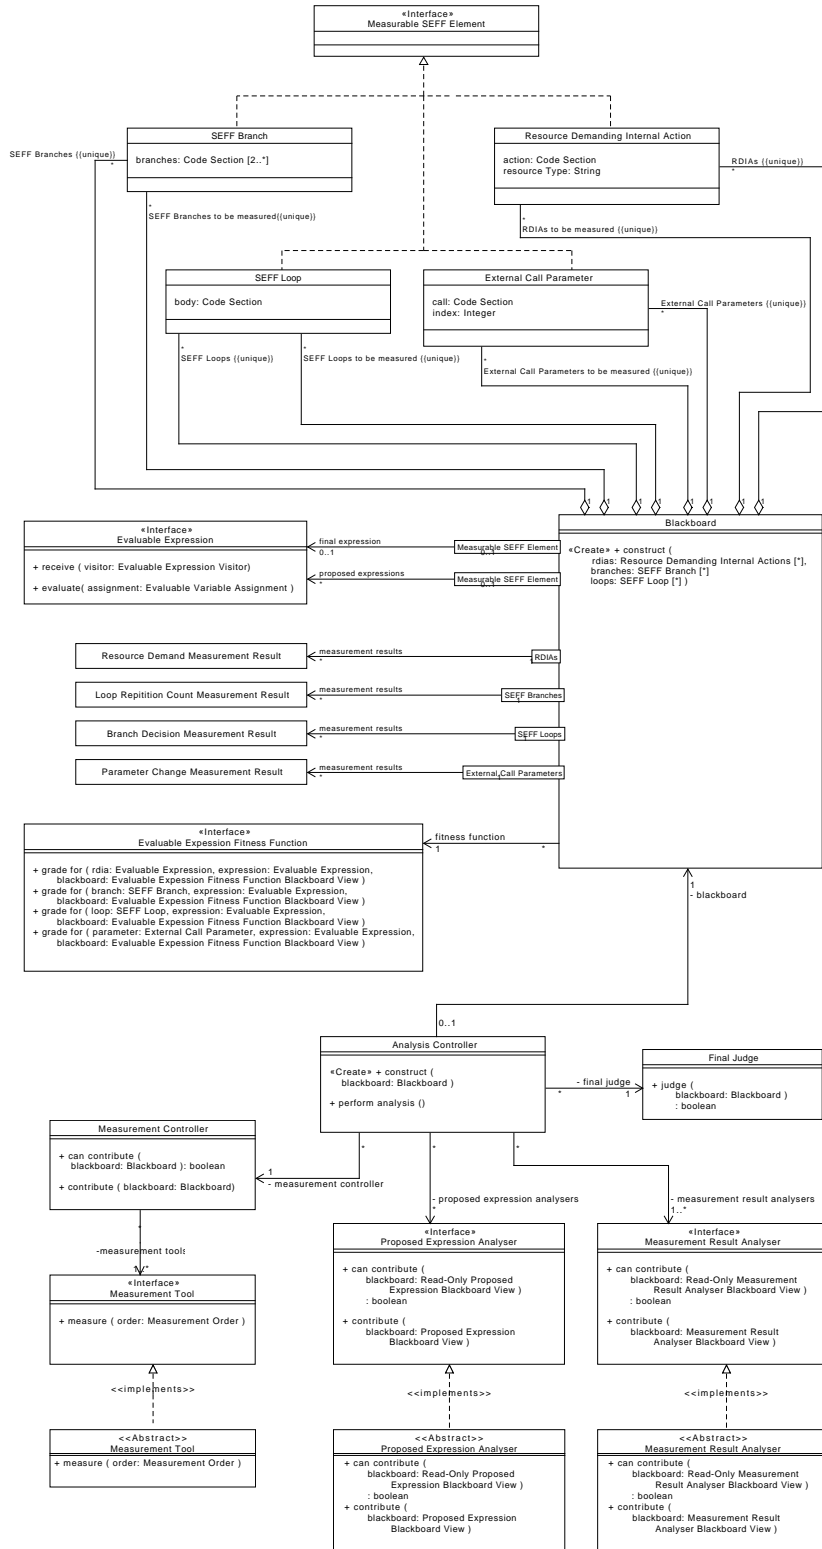 «Interface»
Measurable SEFF Element
SEFF Branch
branches: Code Section [2..*]
SEFF Branches {(unique})
*
Resource Demanding Internal Action
action: Code Section
resource Type: String
RDIAs {(unique})
*
*
SEFF Branches to be measured{(unique})
*
RDIAs to be measured {(unique})
SEFF Loop
body: Code Section
External Call Parameter
call: Code Section
index: Integer
External Call Parameters {(unique})
*
*
SEFF Loops {(unique})
*
SEFF Loops to be measured {(unique})
*
External Call Parameters to be measured {(unique})
1 1 1 1 1 1 1 1
Blackboard
«Create» + construct (
rdias: Resource Demanding Internal Actions [*],
branches: SEFF Branch [*]
loops: SEFF Loop [*] )
«Interface»
Evaluable Expression
+ receive ( visitor: Evaluable Expression Visitor)
+ evaluate( assignment: Evaluable Variable Assignment )
final expression
0..1
Measurable SEFF Element
0..1
proposed expressions
*
Measurable SEFF Element
0..1
Resource Demand Measurement Result
measurement results
*
RDIAs
Loop Repitition Count Measurement Result
measurement results
*
SEFF Branches
1
Branch Decision Measurement Result
measurement results
*
SEFF Loops
1
Parameter Change Measurement Result
measurement results
*
External Call Parameters
1
«Interface»
Evaluable Expession Fitness Function
+ grade for ( rdia: Evaluable Expression, expression: Evaluable Expression,
blackboard: Evaluable Expession Fitness Function Blackboard View )
+ grade for ( branch: SEFF Branch, expression: Evaluable Expression,
blackboard: Evaluable Expession Fitness Function Blackboard View )
+ grade for ( loop: SEFF Loop, expression: Evaluable Expression,
blackboard: Evaluable Expession Fitness Function Blackboard View )
+ grade for ( parameter: External Call Parameter, expression: Evaluable Expression,
blackboard: Evaluable Expession Fitness Function Blackboard View )
fitness function
1
*
1
- blackboard
0..1
Analysis Controller
«Create» + construct (
blackboard: Blackboard )
+ perform analysis ()
- final judge
*
1
Final Judge
+ judge (
blackboard: Blackboard )
: boolean
Measurement Controller
+ can contribute (
blackboard: Blackboard ): boolean
+ contribute ( blackboard: Blackboard)
*
*
*
1
- measurement controller
- proposed expression analysers
*
- measurement result analysers
1..*
*
-measurement tools
1..*
«Interface»
Measurement Tool
+ measure ( order: Measurement Order )
«Interface»
Proposed Expression Analyser
+ can contribute (
blackboard: Read-Only Proposed
Expression Blackboard View )
: boolean
+ contribute (
blackboard: Proposed Expression
Blackboard View )
«Interface»
Measurement Result Analyser
+ can contribute (
blackboard: Read-Only Measurement
Result Analyser Blackboard View )
: boolean
+ contribute (
blackboard: Measurement Result
Analyser Blackboard View )
<<implements>>
<<implements>>
<<implements>>
<<Abstract>>
Measurement Tool
+ measure ( order: Measurement Order )
<<Abstract>>
Proposed Expression Analyser
+ can contribute (
blackboard: Read-Only Proposed
Expression Blackboard View )
: boolean
+ contribute (
blackboard: Proposed Expression
Blackboard View )
<<Abstract>>
Measurement Result Analyser
+ can contribute (
blackboard: Read-Only Measurement
Result Analyser Blackboard View )
: boolean
+ contribute (
blackboard: Measurement Result
Analyser Blackboard View )